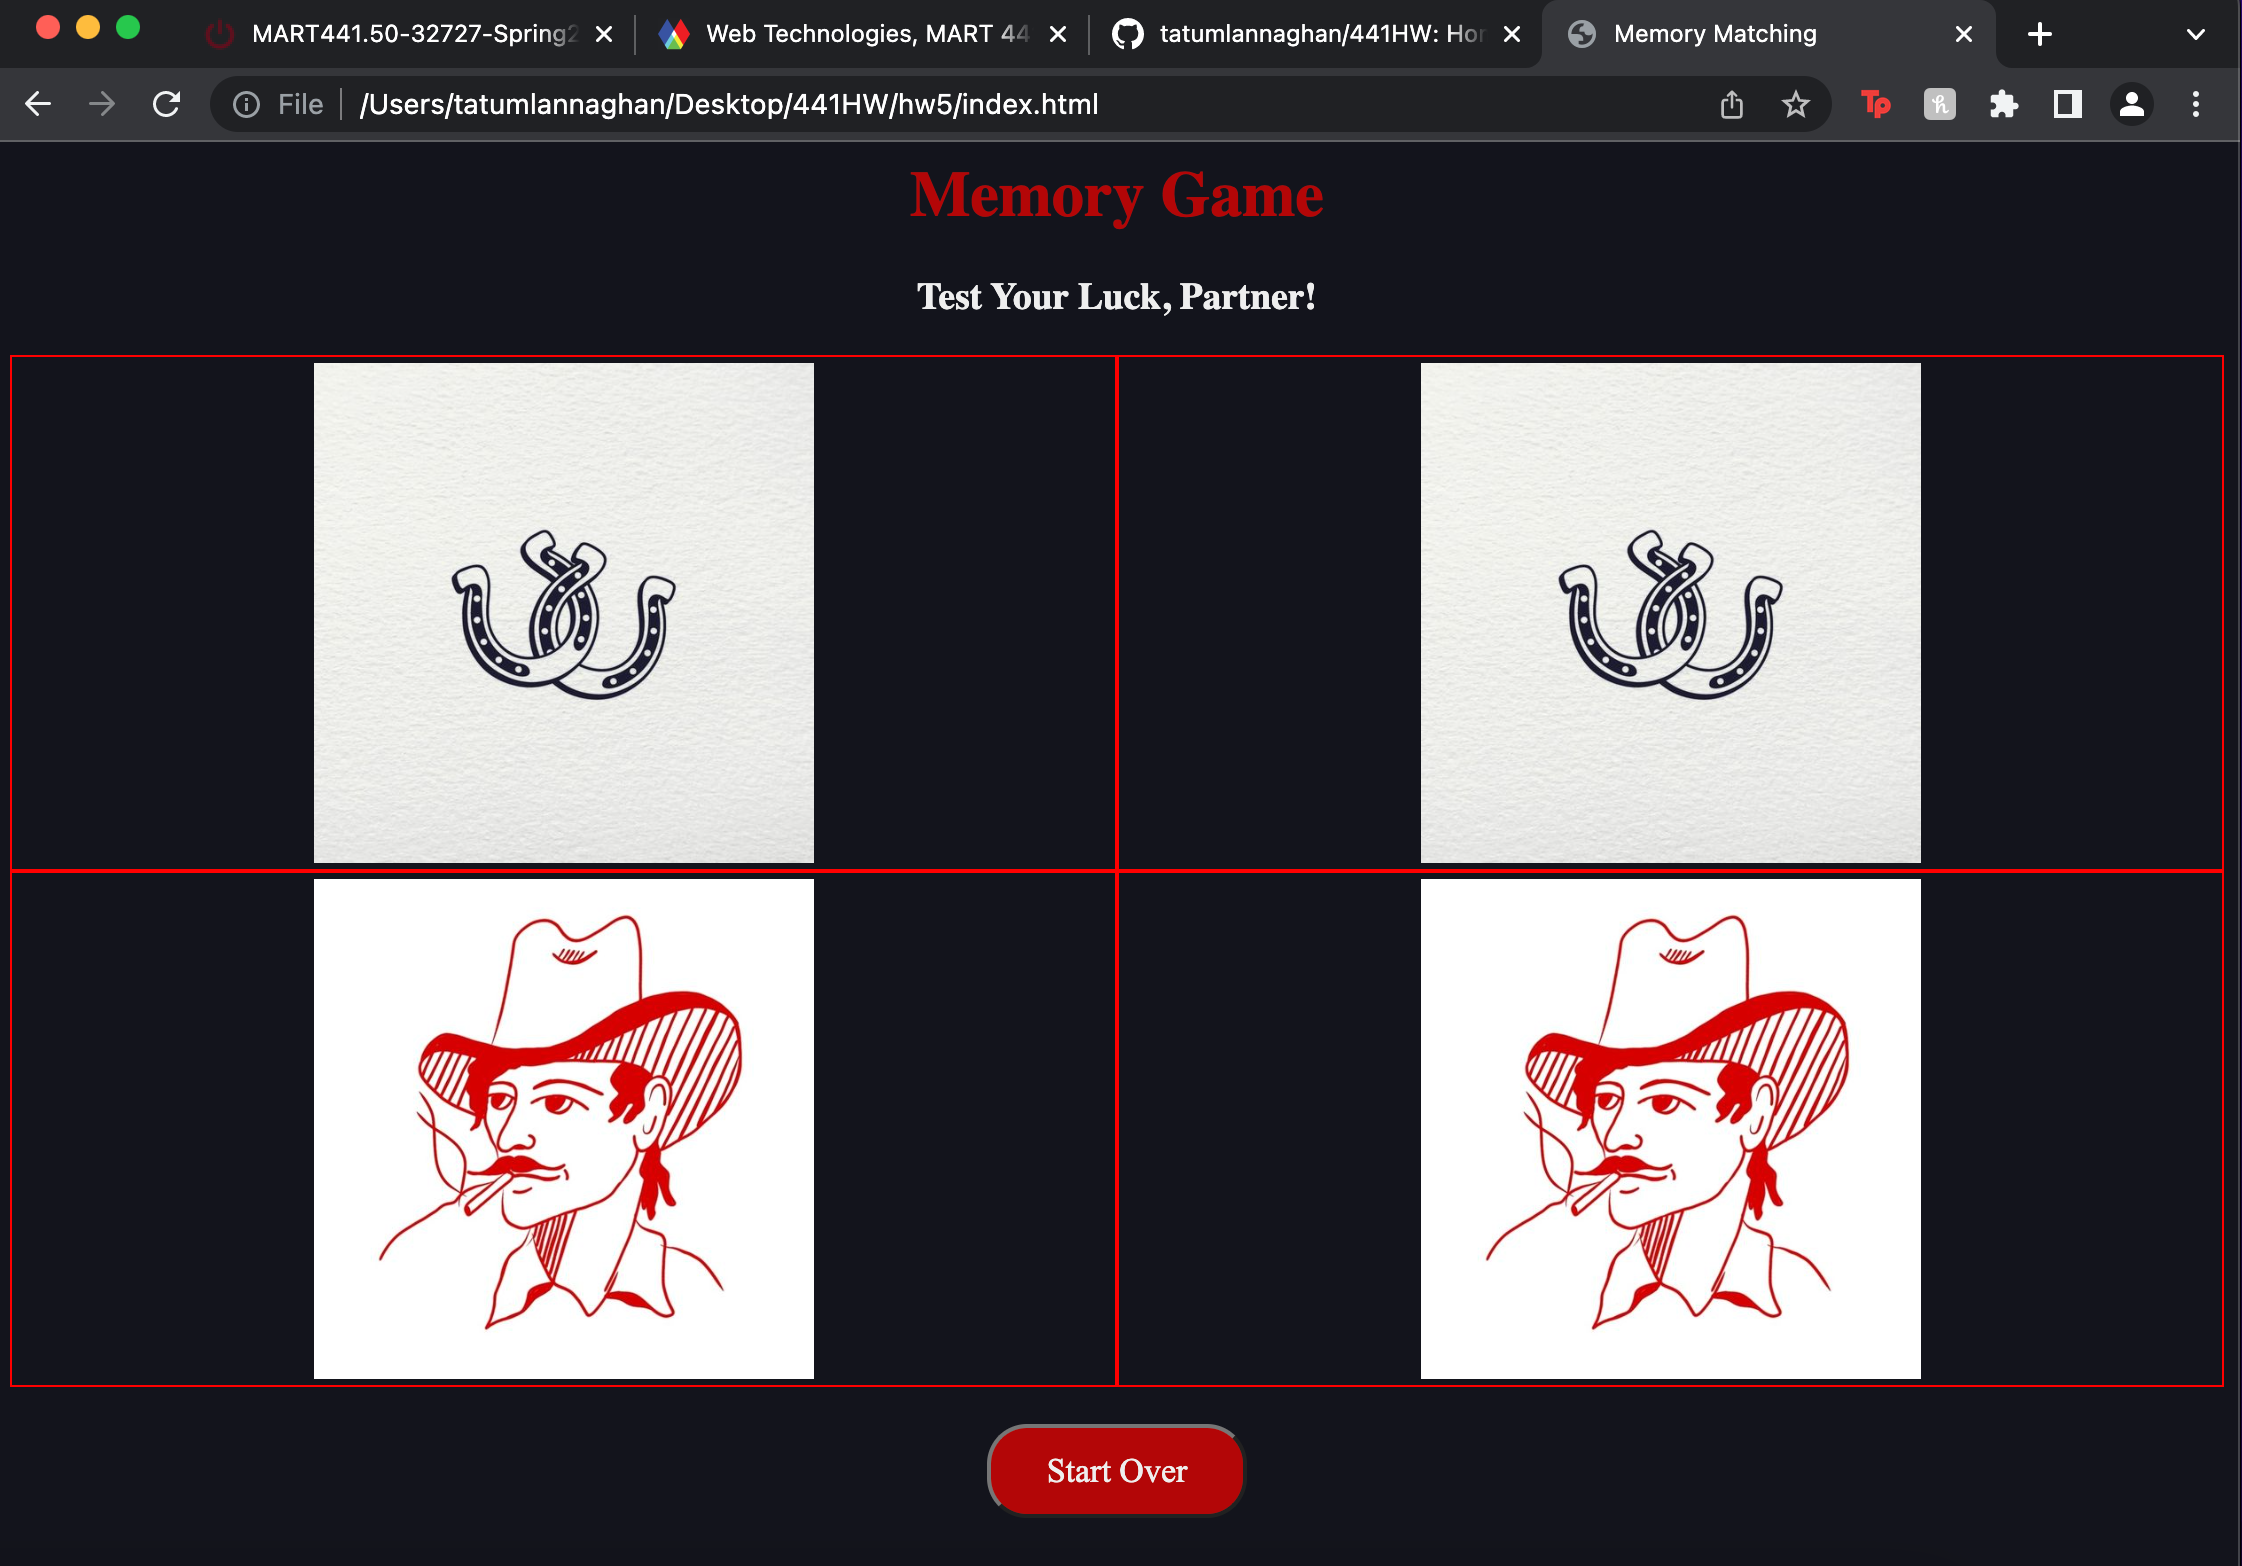 MART441.50-32727-Spring2
Web Technologies, MART 44
tatumlannaghan/441HW: Hor
Memory Matching
File
/Users/tatumlannaghan/Desktop/441HW/hw5/index.html
Tp
h
Memory Game
Test Your Luck, Partner!
Start Over